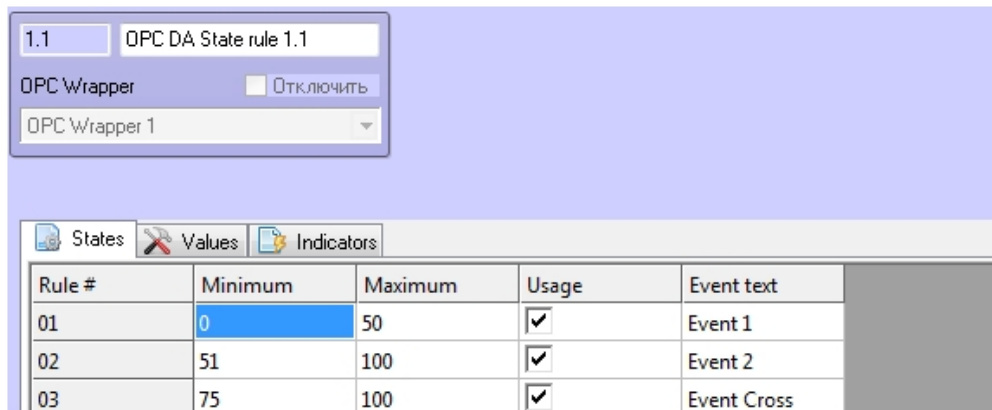 1.1 OPC DA State rule 1.1
OPC Wrapper Отключить
OPC Wrapper 1
States Values Indicators
Rule # Minimum Maximum Usage Event text
01 0 50 Event 1
02 51 100 Event 2
03 75 100 Event Cross